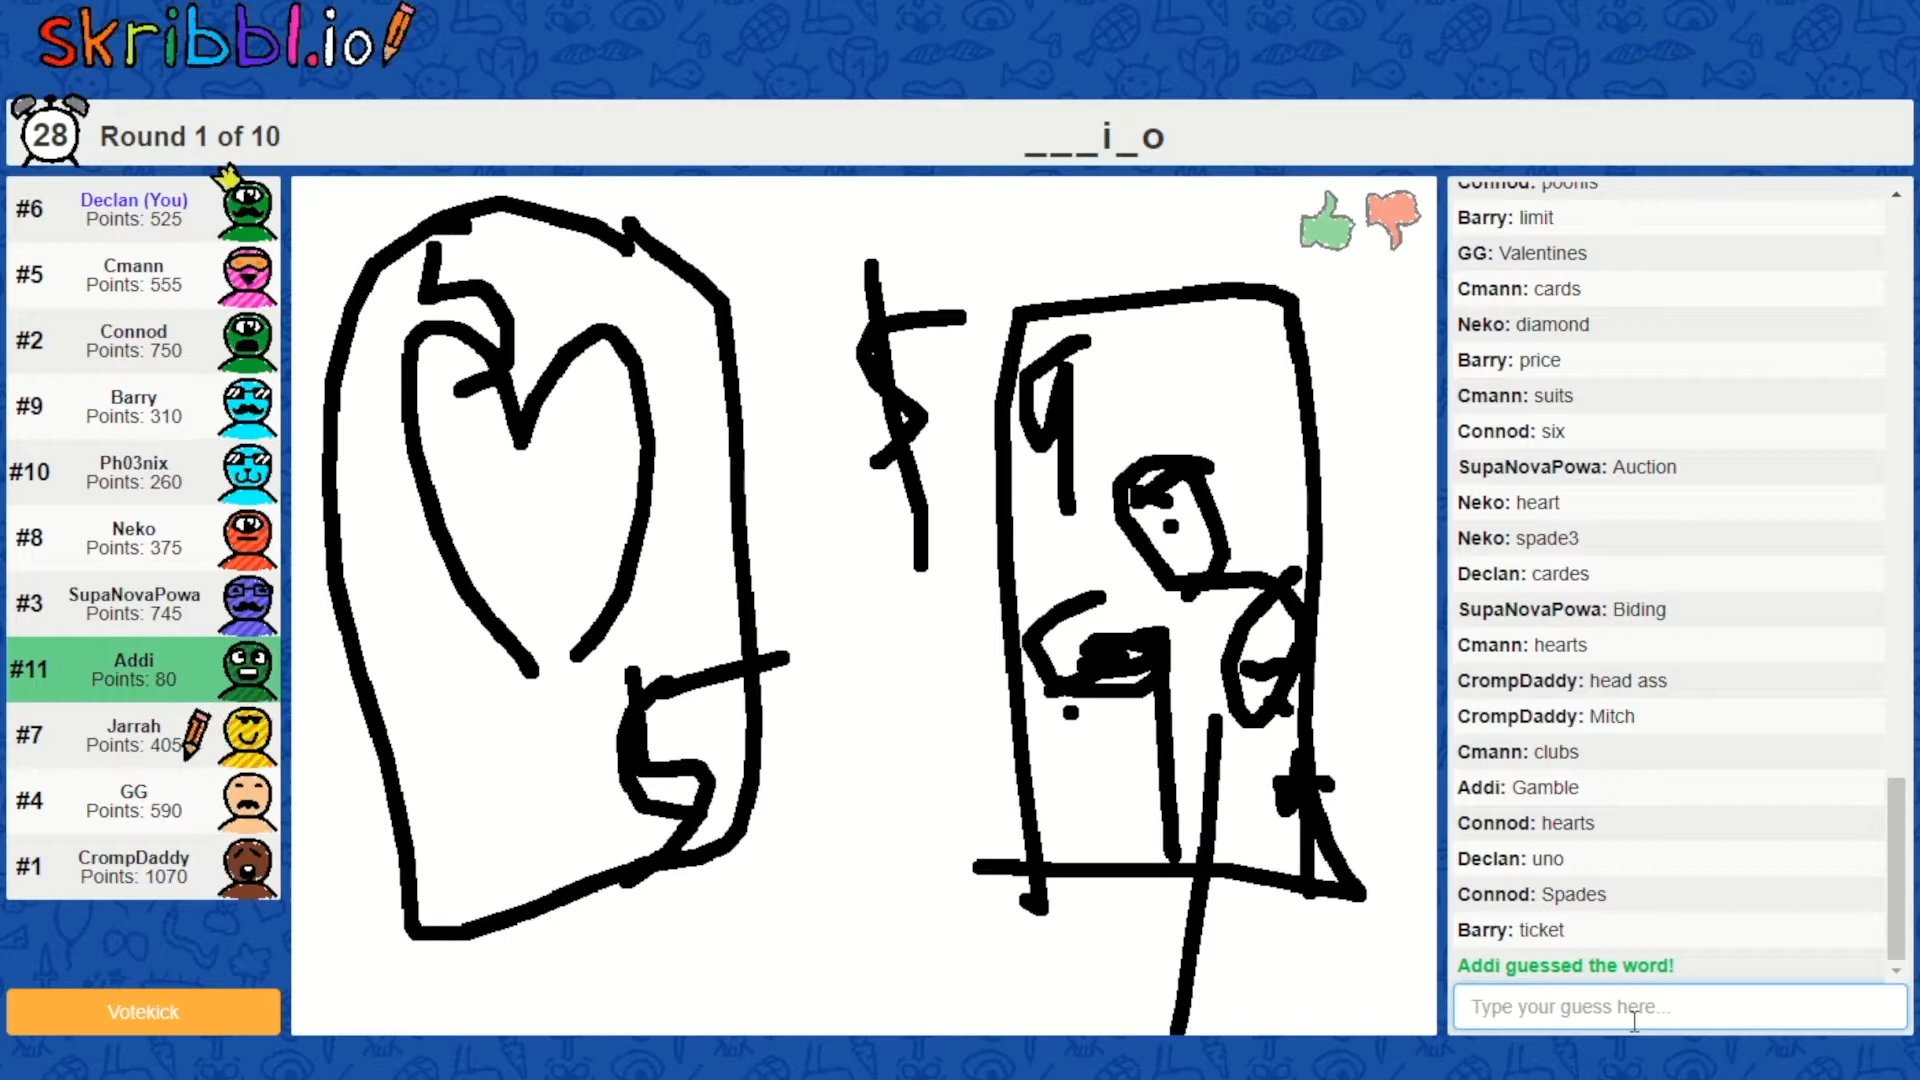 skribbl.io
28
Round 1 of 10
___i_o
#6
Declan (You)
Points: 525
#5
Cmann
Points: 555
#2
Connod
Points: 750
#9
Barry
Points: 310
#10
Ph03nix
Points: 260
#8
Neko
Points: 375
#3
SupaNovaPowa
Points: 745
#11
Addi
Points: 80
#7
Jarrah
Points: 405
#4
GG
Points: 590
#1
CrompDaddy
Points: 1070
Votekick
5
5
$
9
Connod: poonis
Barry: limit
GG: Valentines
Cmann: cards
Neko: diamond
Barry: price
Cmann: suits
Connod: six
SupaNovaPowa: Auction
Neko: heart
Neko: spade3
Declan: cardes
SupaNovaPowa: Biding
Cmann: hearts
CrompDaddy: head ass
CrompDaddy: Mitch
Cmann: clubs
Addi: Gamble
Connod: hearts
Declan: uno
Connod: Spades
Barry: ticket
Addi guessed the word!
Type your guess here...